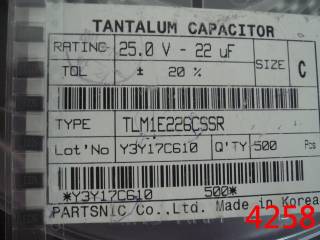 TANTALUM CAPACITOR
RATING 25.0 V - 22 uF SIZE C
TOL ± 20 %
TYPE TLM1E226CSSR
Lot'No Y3Y17C610 Q'TY 500 Pcs
*Y3Y17C610 500*
PARTSNIC Co.,Ltd. Made in Korea
4258